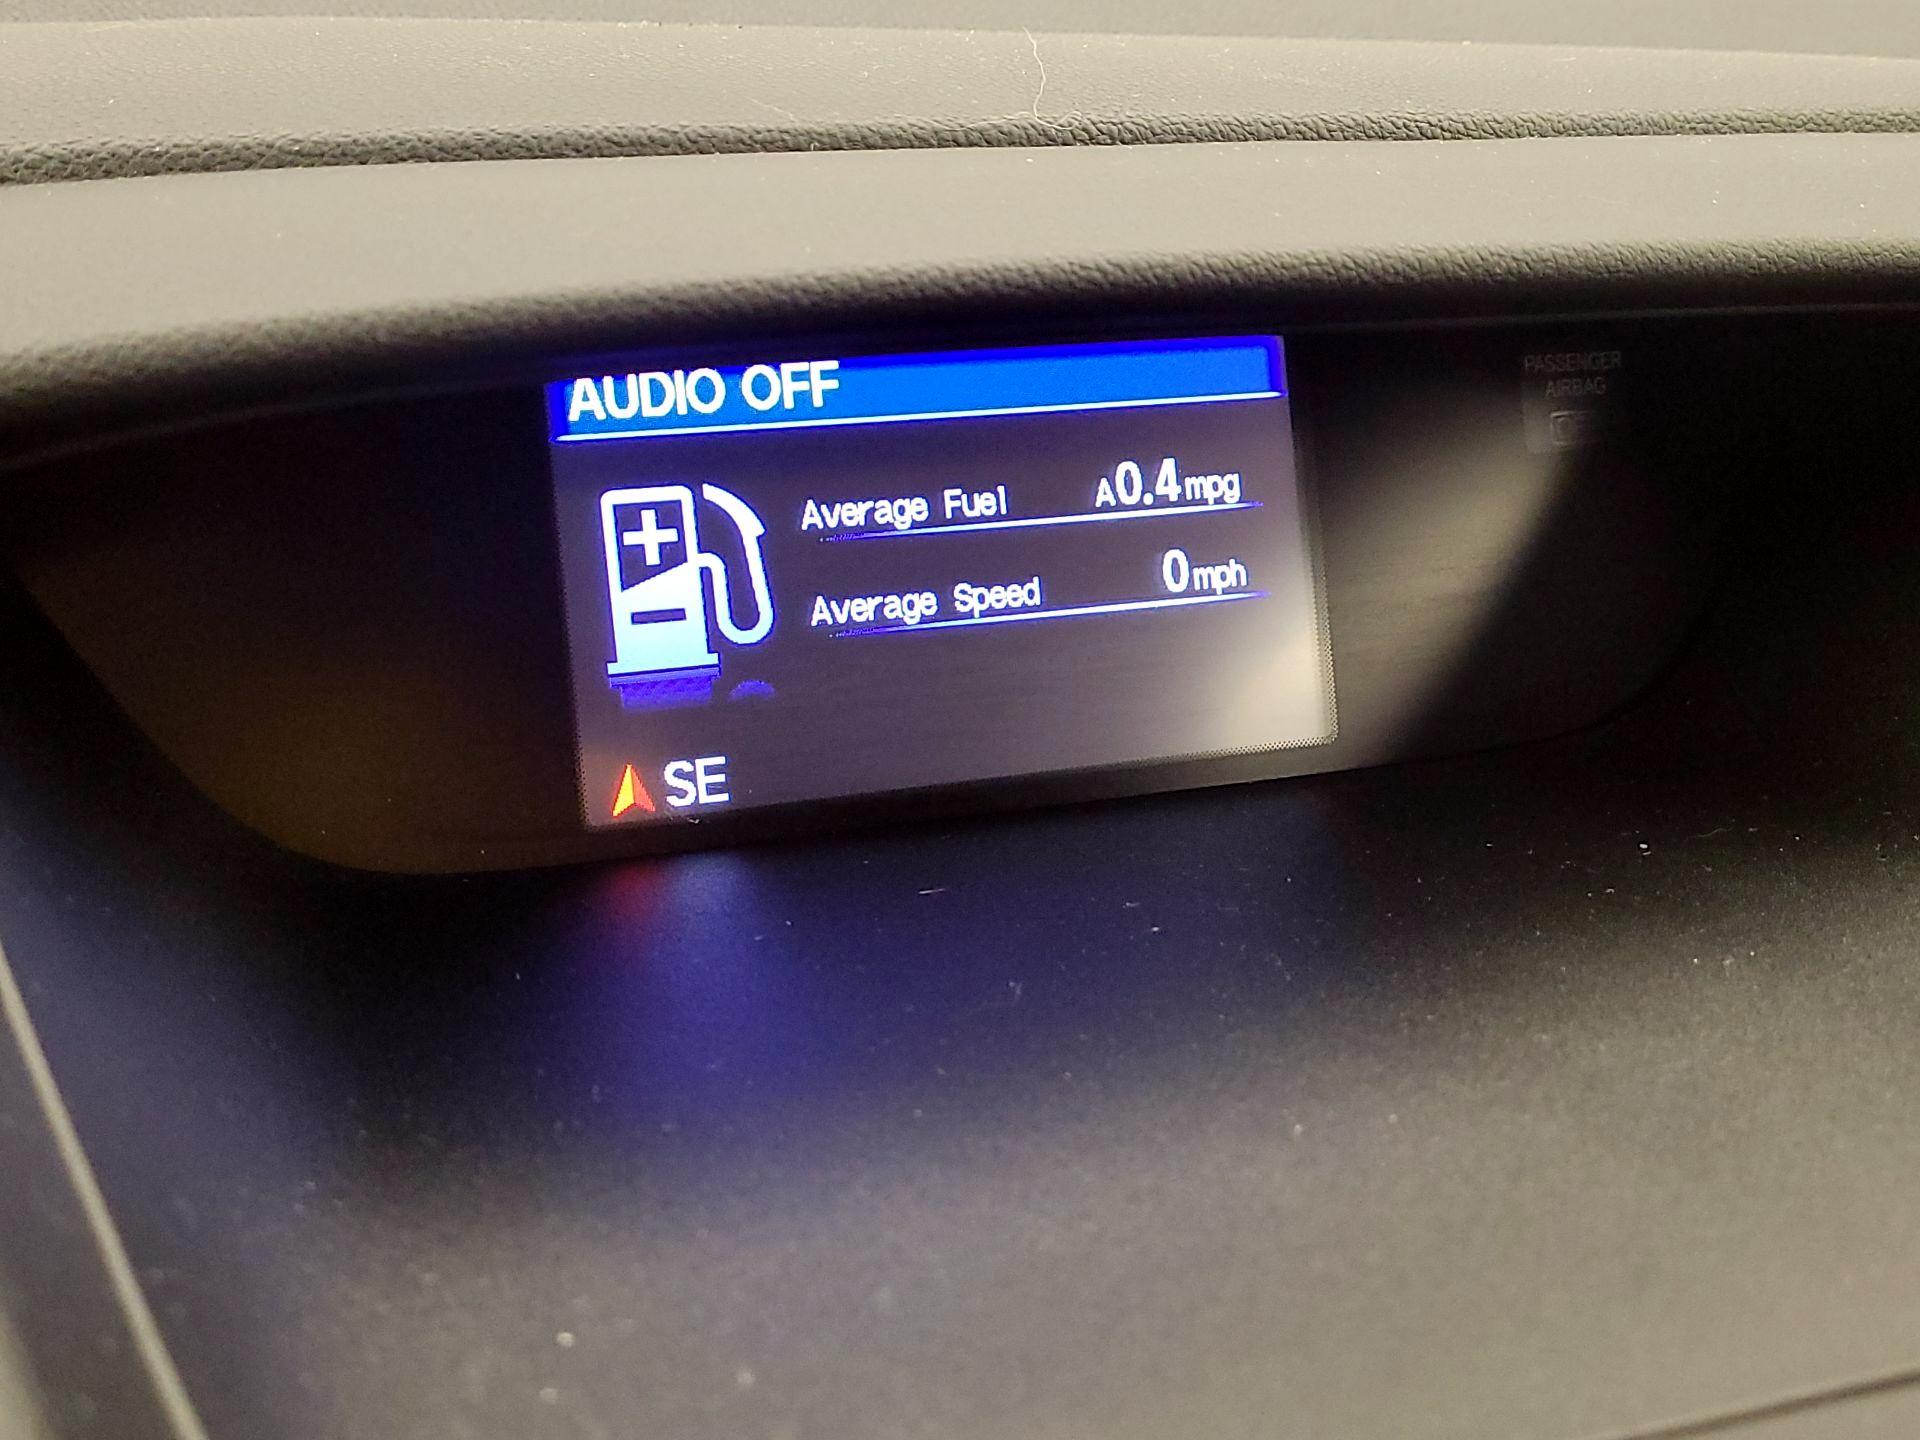 AUDIO OFF
Average Fuel A0.4mpg
Average Speed 0mph
SE
PASSENGER
AIRBAG